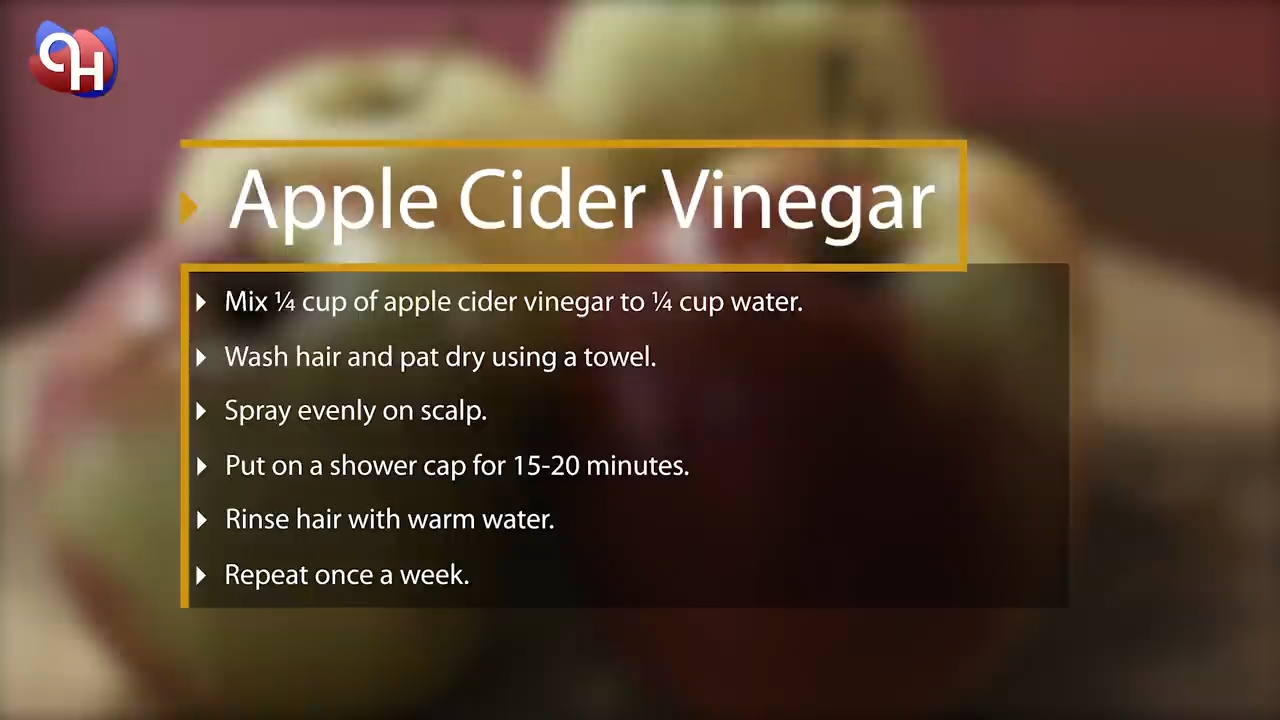 Apple Cider Vinegar
Mix ¼ cup of apple cider vinegar to ¼ cup water.
Wash hair and pat dry using a towel.
Spray evenly on scalp.
Put on a shower cap for 15-20 minutes.
Rinse hair with warm water.
Repeat once a week.